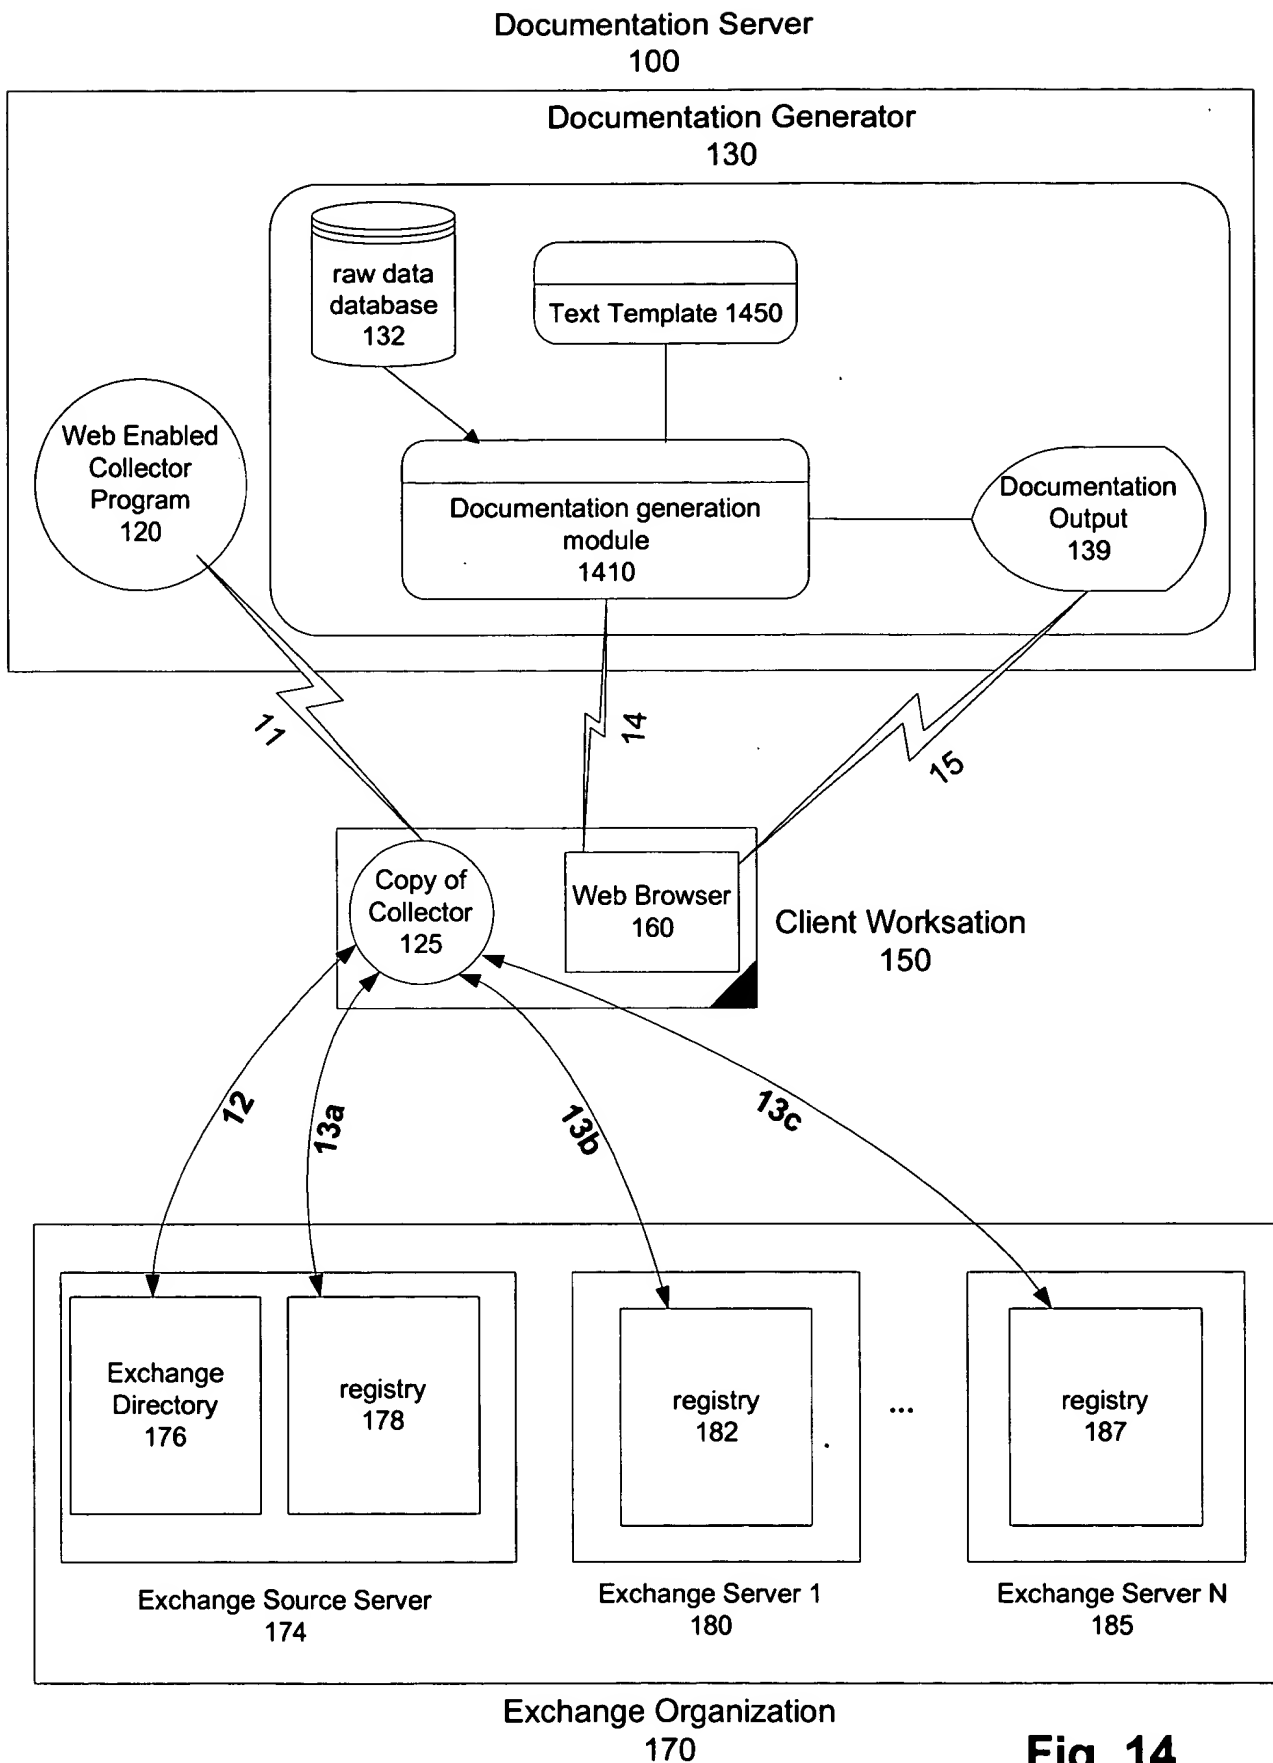 Documentation Server
100
Documentation Generator
130
raw data
database
132
Text Template 1450
Web Enabled
Collector
Program
120
Documentation generation
module
1410
Documentation
Output
139
11
14
15
Copy of
Collector
125
Web Browser
160
Client Worksation
150
12
13a
13b
13c
Exchange
Directory
176
registry
178
registry
182
...
registry
187
Exchange Source Server
174
Exchange Server 1
180
Exchange Server N
185
Exchange Organization
170
Fig. 14